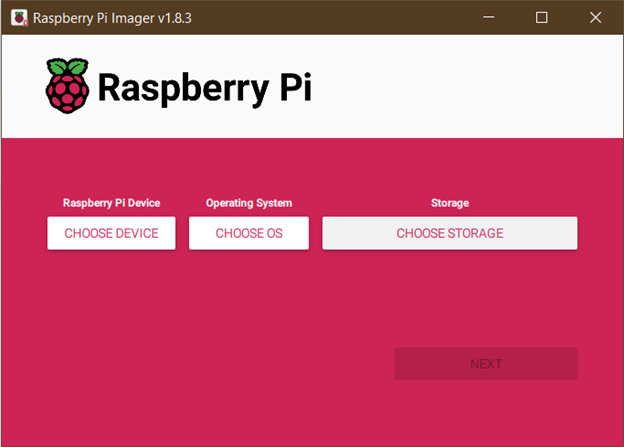 Raspberry Pi Imager v1.8.3
Raspberry Pi
Raspberry Pi Device Operating System Storage
CHOOSE DEVICE CHOOSE OS CHOOSE STORAGE
NEXT